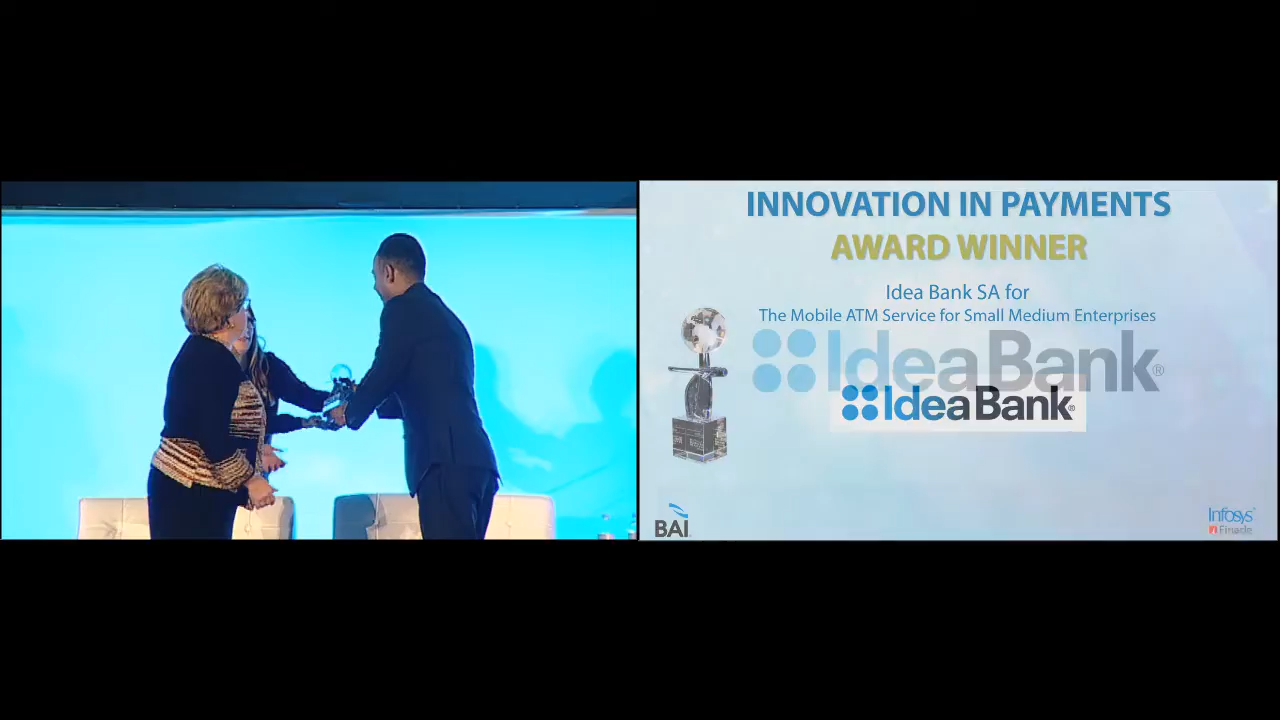 INNOVATION IN PAYMENTS
AWARD WINNER
Idea Bank SA for
The Mobile ATM Service for Small Medium Enterprises
IdeaBank®
IdeaBank®
BAI
Infosys
Finacle